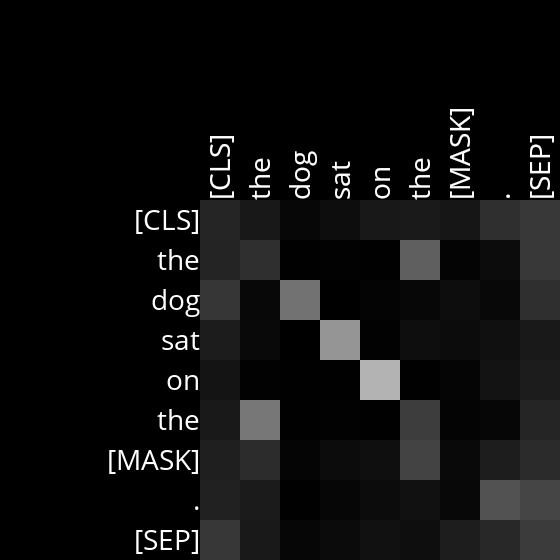 [CLS] the dog sat on the [MASK] . [SEP]
[CLS]
the
dog
sat
on
the
[MASK]
.
[SEP]